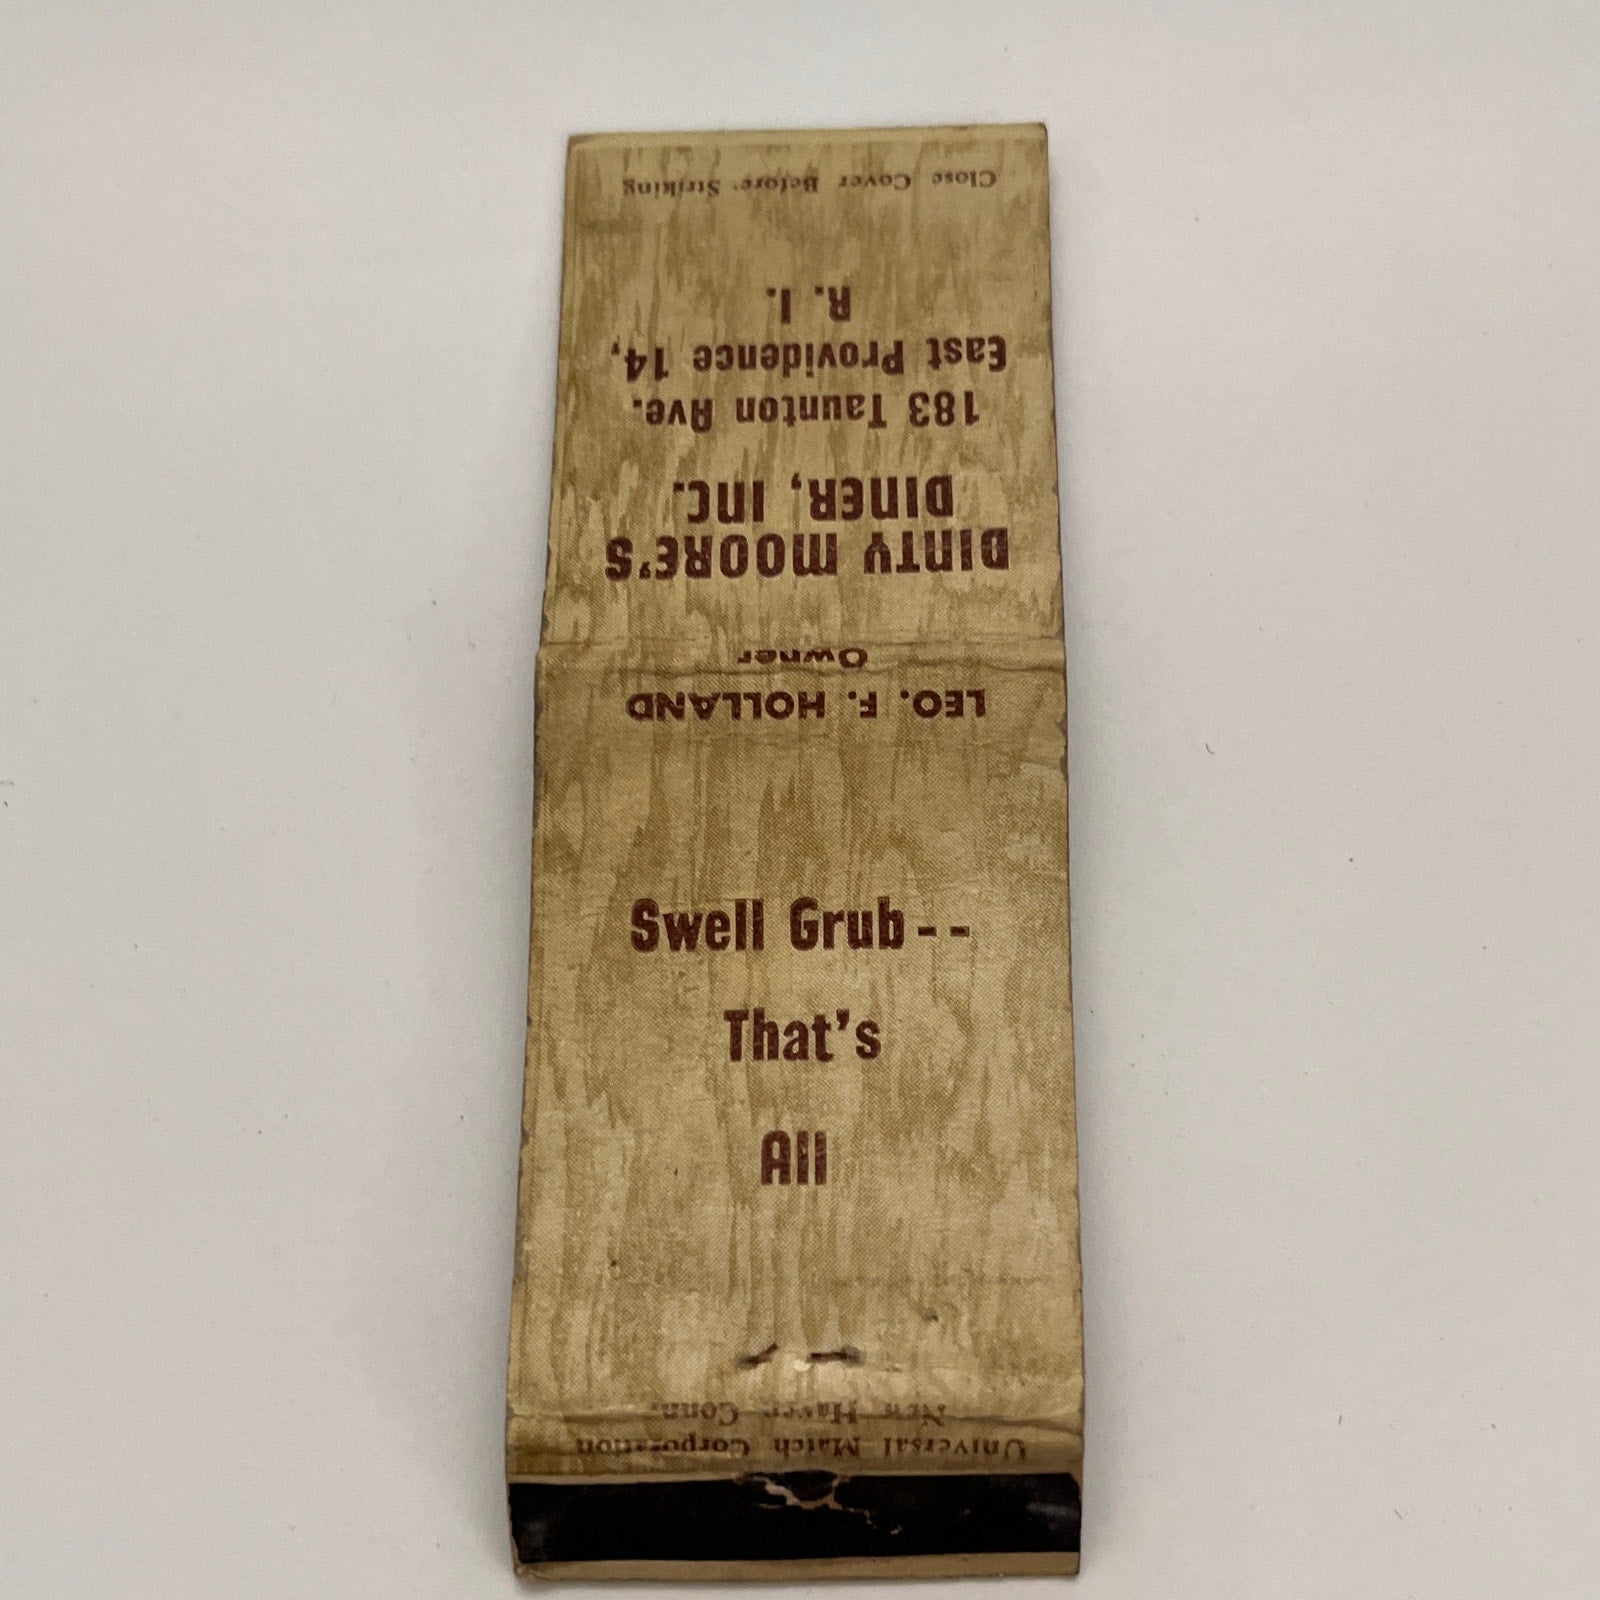 Close Cover Before Striking
DINTY MOORE'S
DINER, INC.
183 Taunton Ave.
East Providence 14,
R. I.
LEO. F. HOLLAND
Owner
Swell Grub--
That's
All
Universal Match Corporation
New Haven, Conn.